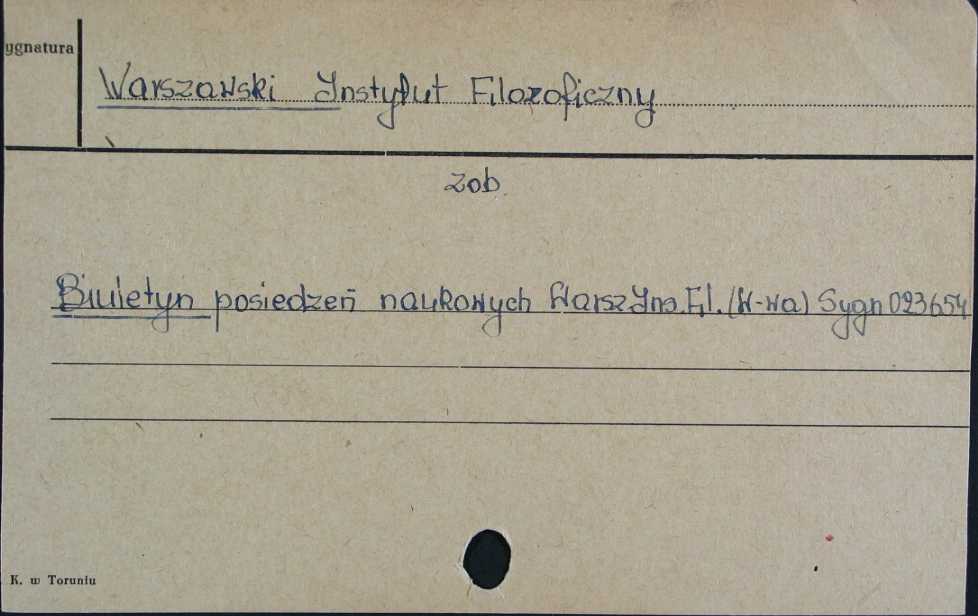 ygnatura
Warszawski Instytut Filozoficzny
zob.
Biuletyn posiedzeń naukowych Warsz.Ins.Fil. (W-wa) Sygn 023654
K. w Toruniu